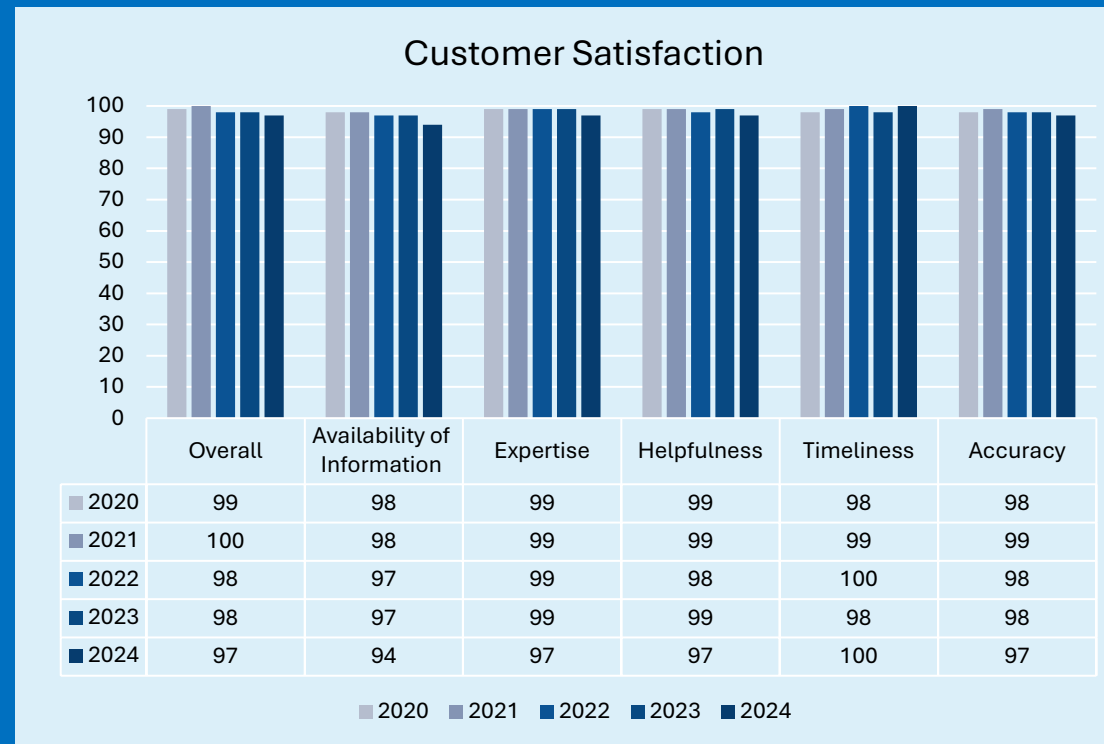 Customer Satisfaction
100
90
80
70
60
50
40
30
20
10
0
Overall Availability of Information Expertise Helpfulness Timeliness Accuracy
2020 99 98 99 99 98 98
2021 100 98 99 99 99 99
2022 98 97 99 98 100 98
2023 98 97 99 99 98 98
2024 97 94 97 97 100 97
2020 2021 2022 2023 2024